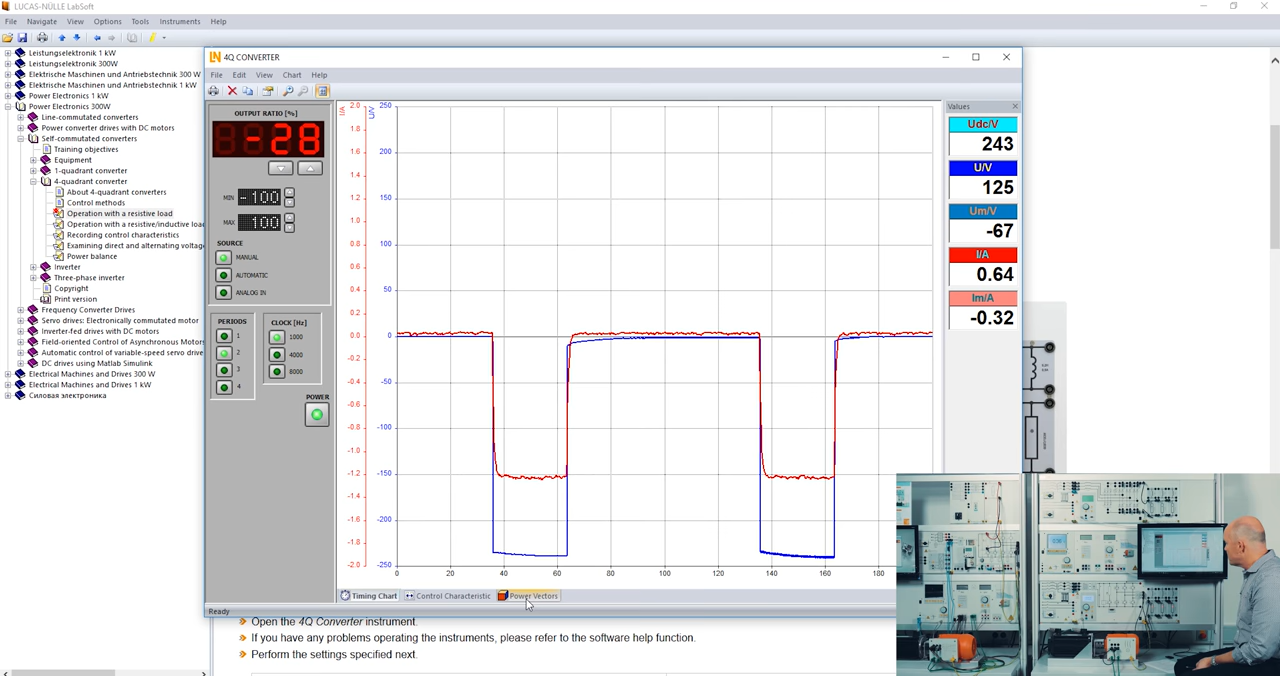 LUCAS-NÜLLE LabSoft
File Navigate View Options Tools Instruments Help
Leistungselektronik 1 kW
Leistungselektronik 300W
Elektrische Maschinen und Antriebstechnik 300 W
Elektrische Maschinen und Antriebstechnik 1 kW
Power Electronics 1 kW
Power Electronics 300W
Line-commutated converters
Power converter drives with DC motors
Self-commutated converters
Training objectives
Equipment
1-quadrant converter
4-quadrant converter
About 4-quadrant converters
Control methods
Operation with a resistive load
Operation with a resistive/inductive loa
Recording control characteristics
Examining direct and alternating voltage
Power balance
Inverter
Three-phase inverter
Copyright
Print version
Frequency Converter Drives
Servo drives: Electronically commutated motor
Inverter-fed drives with DC motors
Field-oriented Control of Asynchronous Motors
Automatic control of variable-speed servo drive
DC drives using Matlab Simulink
Electrical Machines and Drives 300 W
Electrical Machines and Drives 1 kW
Силовая электроника
LN 4Q CONVERTER
File Edit View Chart Help
OUTPUT RATIO [%]
-28
MIN -100
MAX 100
SOURCE
MANUAL
AUTOMATIC
ANALOG IN
PERIODS
1
2
3
4
CLOCK [Hz]
1000
4000
8000
POWER
I/A U/V
2.0 250
1.8
1.6 200
1.4
1.2 150
1.0
0.8 100
0.6
0.4 50
0.2
0.0 0
-0.2
-0.4 -50
-0.6
-0.8 -100
-1.0
-1.2 -150
-1.4
-1.6 -200
-1.8
-2.0 -250
0 20 40 60 80 100 120 140 160 180
Values
Udc/V
243
U/V
125
Um/V
-67
I/A
0.64
Im/A
-0.32
Timing Chart Control Characteristic Power Vectors
Ready
Open the 4Q Converter instrument.
If you have any problems operating the instruments, please refer to the software help function.
Perform the settings specified next.